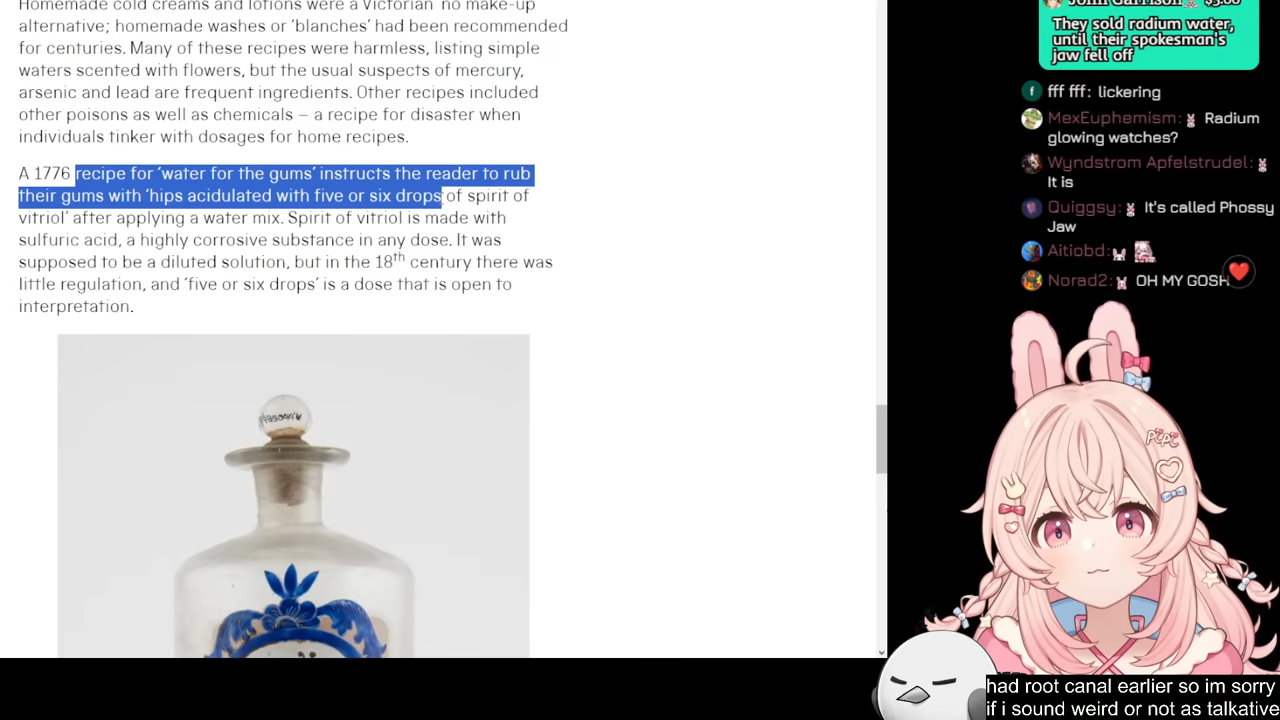 Homemade cold creams and lotions were a Victorian 'no make-up'
alternative; homemade washes or 'blanches' had been recommended
for centuries. Many of these recipes were harmless, listing simple
waters scented with flowers, but the usual suspects of mercury,
arsenic and lead are frequent ingredients. Other recipes included
other poisons as well as chemicals – a recipe for disaster when
individuals tinker with dosages for home recipes.
A 1776 recipe for 'water for the gums' instructs the reader to rub
their gums with 'hips acidulated with five or six drops of spirit of
vitriol' after applying a water mix. Spirit of vitriol is made with
sulfuric acid, a highly corrosive substance in any dose. It was
supposed to be a diluted solution, but in the 18th century there was
little regulation, and 'five or six drops' is a dose that is open to
interpretation.
John Garrison $5.00
They sold radium water,
until their spokesman's
jaw fell off
f fff fff: lickering
MexEuphemism: Radium
glowing watches?
Wyndstrom Apfelstrudel:
It is
Quiggsy: It's called Phossy
Jaw
Aitiobd:
Norad2: OH MY GOSH
PiPi
had root canal earlier so im sorry
if i sound weird or not as talkative